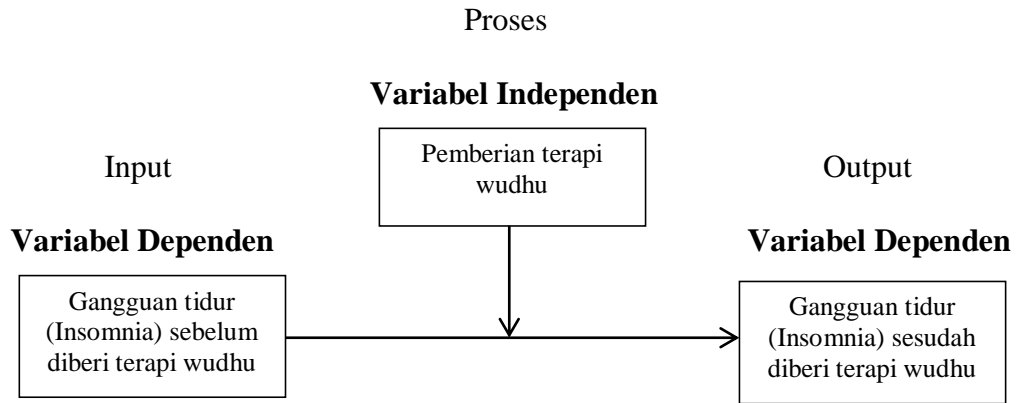 Proses
Variabel Independen
Pemberian terapi
wudhu
Input
Output
Variabel Dependen
Variabel Dependen
Gangguan tidur
(Insomnia) sebelum
diberi terapi wudhu
Gangguan tidur
(Insomnia) sesudah
diberi terapi wudhu